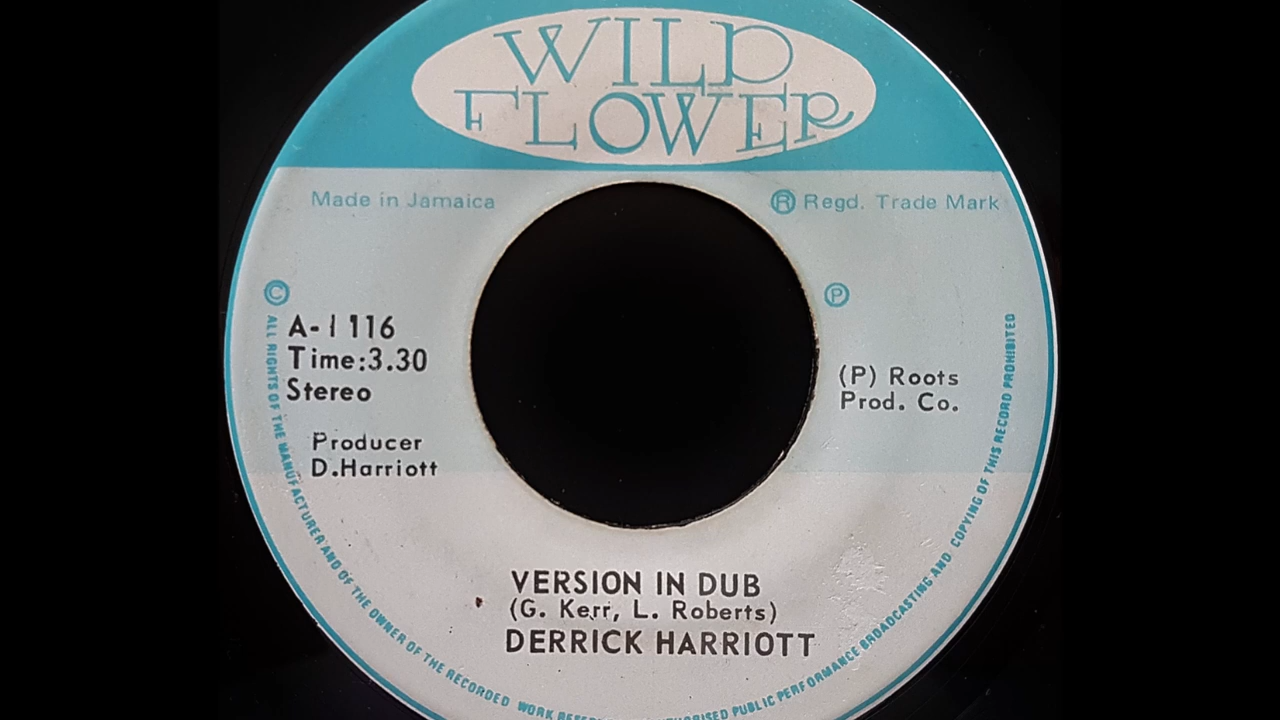 WILD
FLOWER
Made in Jamaica
® Regd. Trade Mark
©
℗
A-1116
Time:3.30
Stereo
(P) Roots
Prod. Co.
Producer
D.Harriott
VERSION IN DUB
(G. Kerr, L. Roberts)
DERRICK HARRIOTT
ALL RIGHTS OF THE MANUFACTURER AND OF THE OWNER OF THE RECORDED WORK PUBLIC PERFORMANCE BROADCASTING AND COPYING OF THIS RECORD PROHIBITED